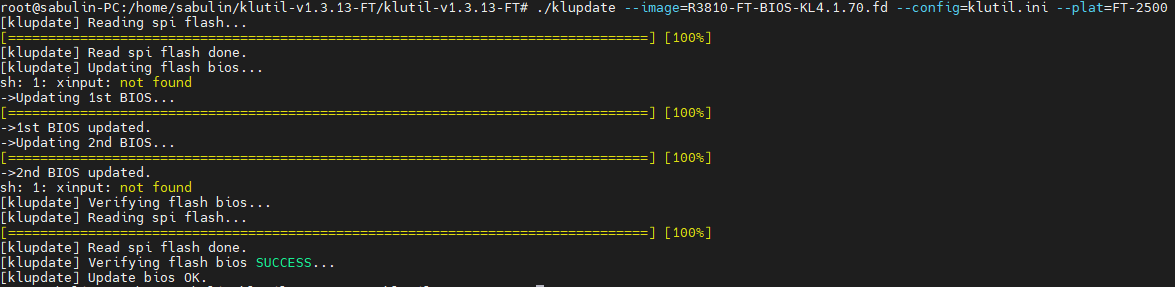 root@sabulin-PC:/home/sabulin/klutil-v1.3.13-FT/klutil-v1.3.13-FT# ./klupdate --image=R3810-FT-BIOS-KL4.1.70.fd --config=klutil.ini --plat=FT-2500
[klupdate] Reading spi flash...
[================================================================================] [100%]
[klupdate] Read spi flash done.
[klupdate] Updating flash bios...
sh: 1: xinput: not found
->Updating 1st BIOS...
[================================================================================] [100%]
->1st BIOS updated.
->Updating 2nd BIOS...
[================================================================================] [100%]
->2nd BIOS updated.
sh: 1: xinput: not found
[klupdate] Verifying flash bios...
[klupdate] Reading spi flash...
[================================================================================] [100%]
[klupdate] Read spi flash done.
[klupdate] Verifying flash bios SUCCESS...
[klupdate] Update bios OK.